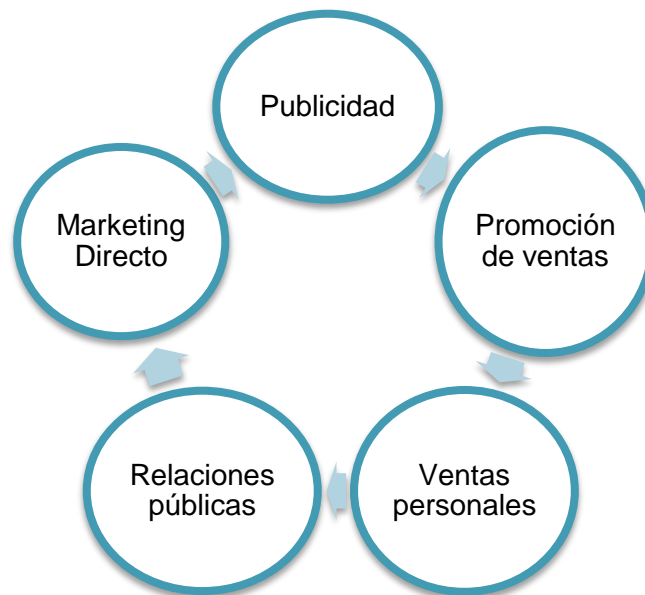 Publicidad
Promoción
de ventas
Ventas
personales
Relaciones
públicas
Marketing
Directo